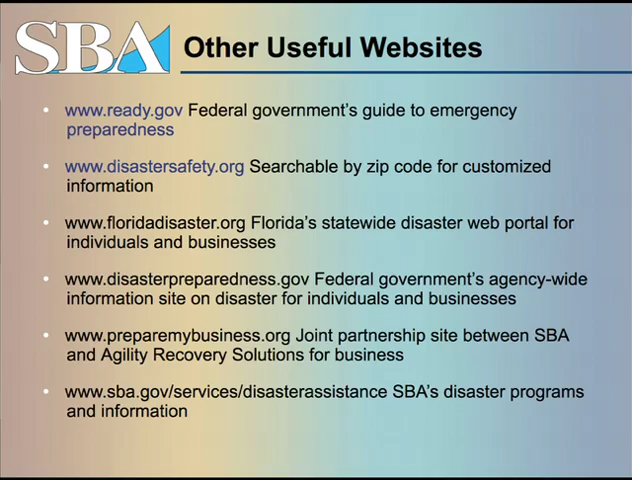 SBA Other Useful Websites
• www.ready.gov Federal government's guide to emergency
preparedness
• www.disastersafety.org Searchable by zip code for customized
information
• www.floridadisaster.org Florida's statewide disaster web portal for
individuals and businesses
• www.disasterpreparedness.gov Federal government's agency-wide
information site on disaster for individuals and businesses
• www.preparemybusiness.org Joint partnership site between SBA
and Agility Recovery Solutions for business
• www.sba.gov/services/disasterassistance SBA's disaster programs
and information